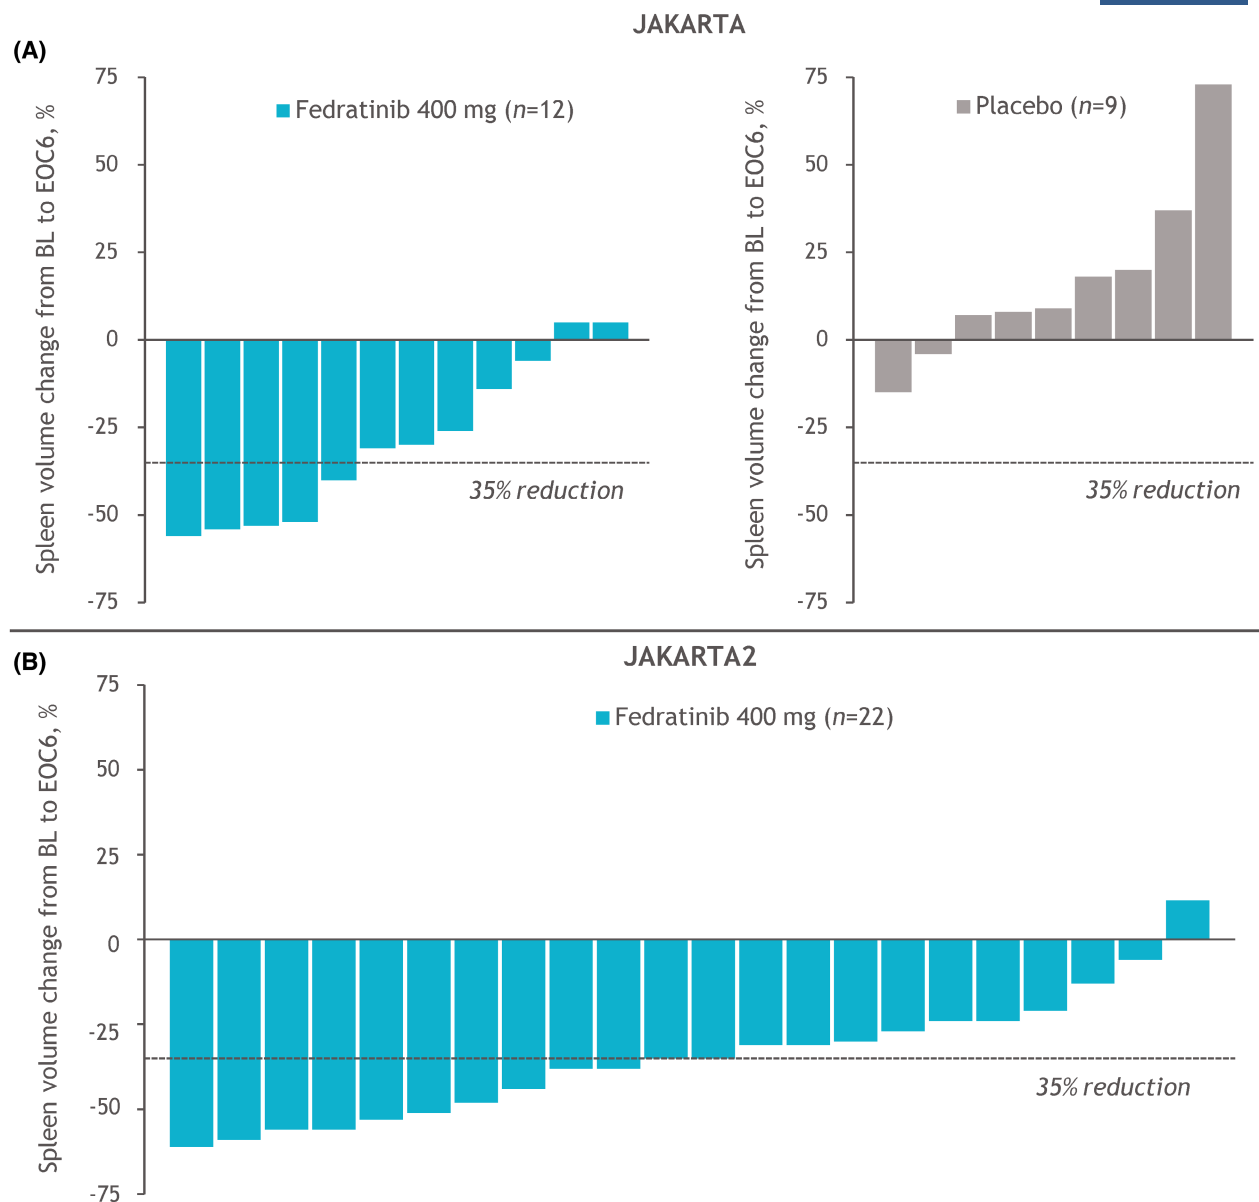 JAKARTA
(A)
Spleen volume change from BL to EOC6, %
75
50
25
0
-25
-50
-75
Fedratinib 400 mg (n=12)
35% reduction
Spleen volume change from BL to EOC6, %
75
50
25
0
-25
-50
-75
Placebo (n=9)
35% reduction
(B)
JAKARTA2
Spleen volume change from BL to EOC6, %
75
50
25
0
-25
-50
-75
Fedratinib 400 mg (n=22)
35% reduction